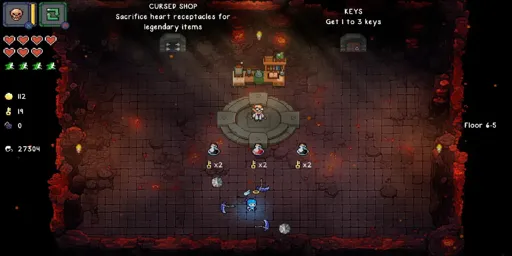 CURSED SHOP
Sacrifice heart receptacles for
legendary items
KEYS
Get 1 to 3 keys
112
19
0
27304
Floor 6-5
x2
x2
x2